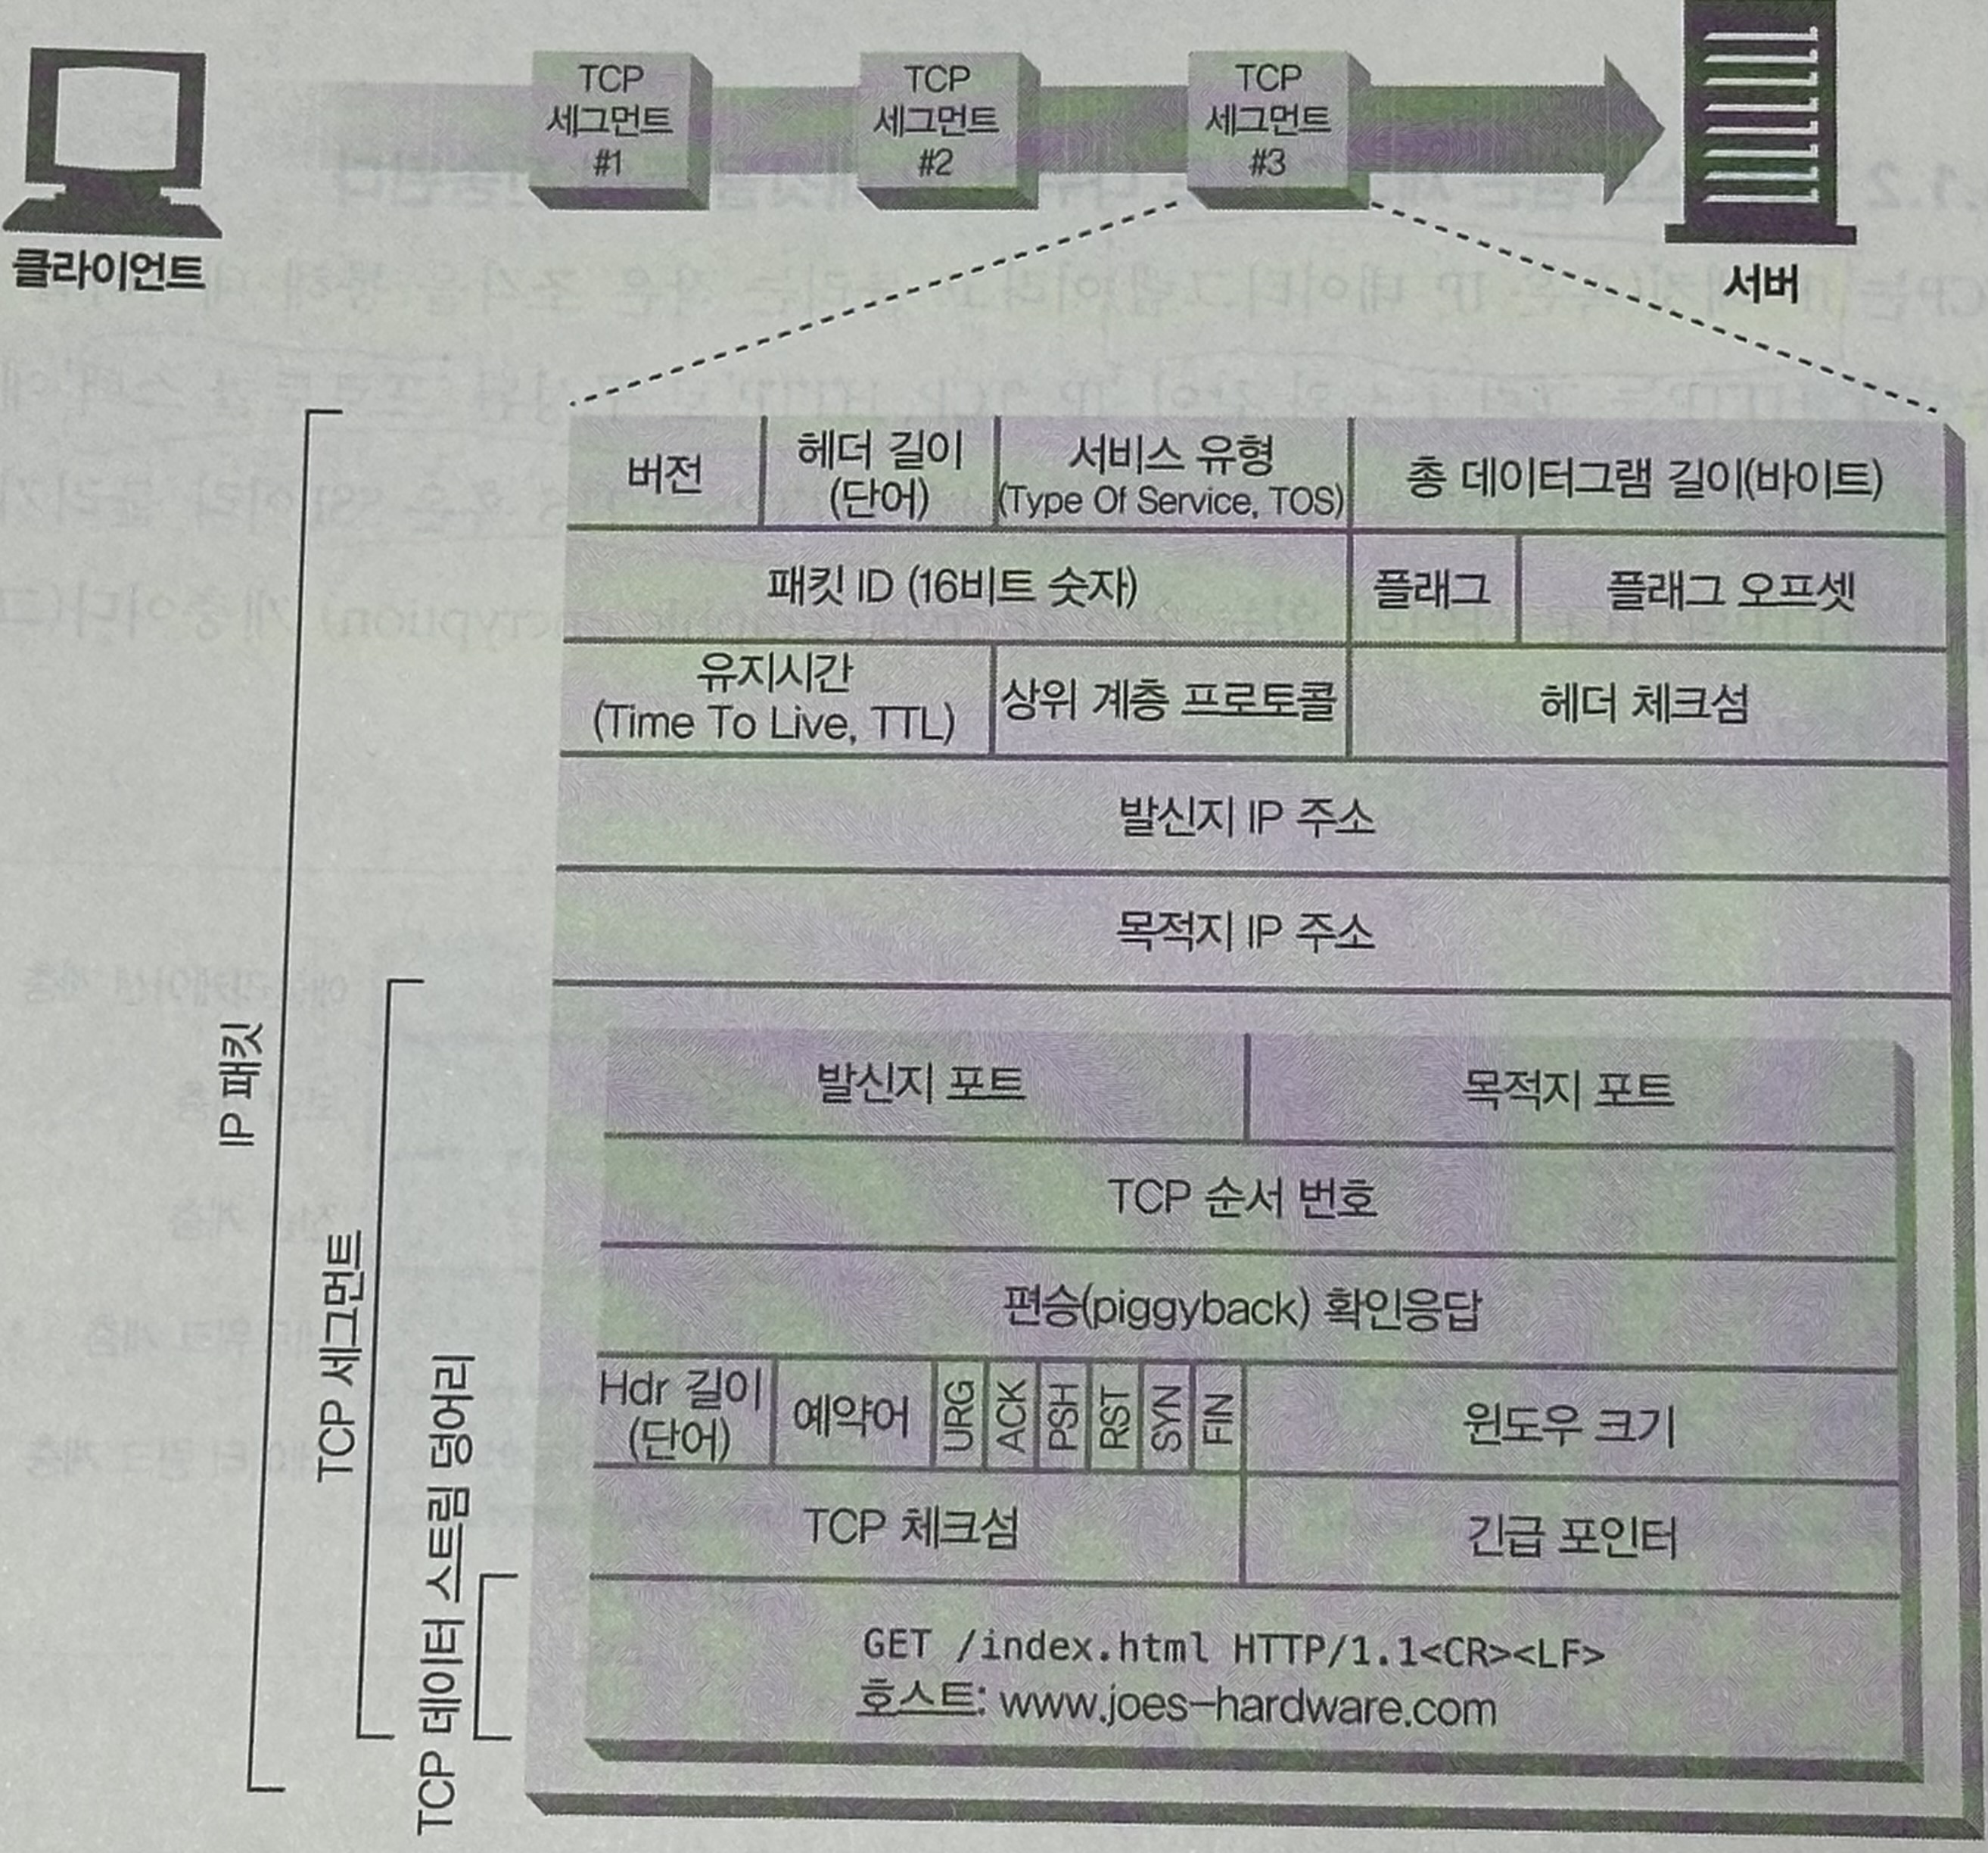 TCP
세그먼트
#1
TCP
세그먼트
#2
TCP
세그먼트
#3
클라이언트
서버
버전
헤더 길이
(단어)
서비스 유형
(Type Of Service, TOS)
총 데이터그램 길이(바이트)
패킷 ID (16비트 숫자)
플래그
플래그 오프셋
유지시간
(Time To Live, TTL)
상위 계층 프로토콜
헤더 체크섬
발신지 IP 주소
목적지 IP 주소
발신지 포트
목적지 포트
TCP 순서 번호
편승(piggyback) 확인응답
Hdr 길이
(단어)
예약어
URG
ACK
PSH
RST
SYN
FIN
윈도우 크기
TCP 체크섬
긴급 포인터
GET /index.html HTTP/1.1<CR><LF>
호스트: www.joes-hardware.com
IP 패킷
TCP 세그먼트
TCP 데이터 스트림 덩어리